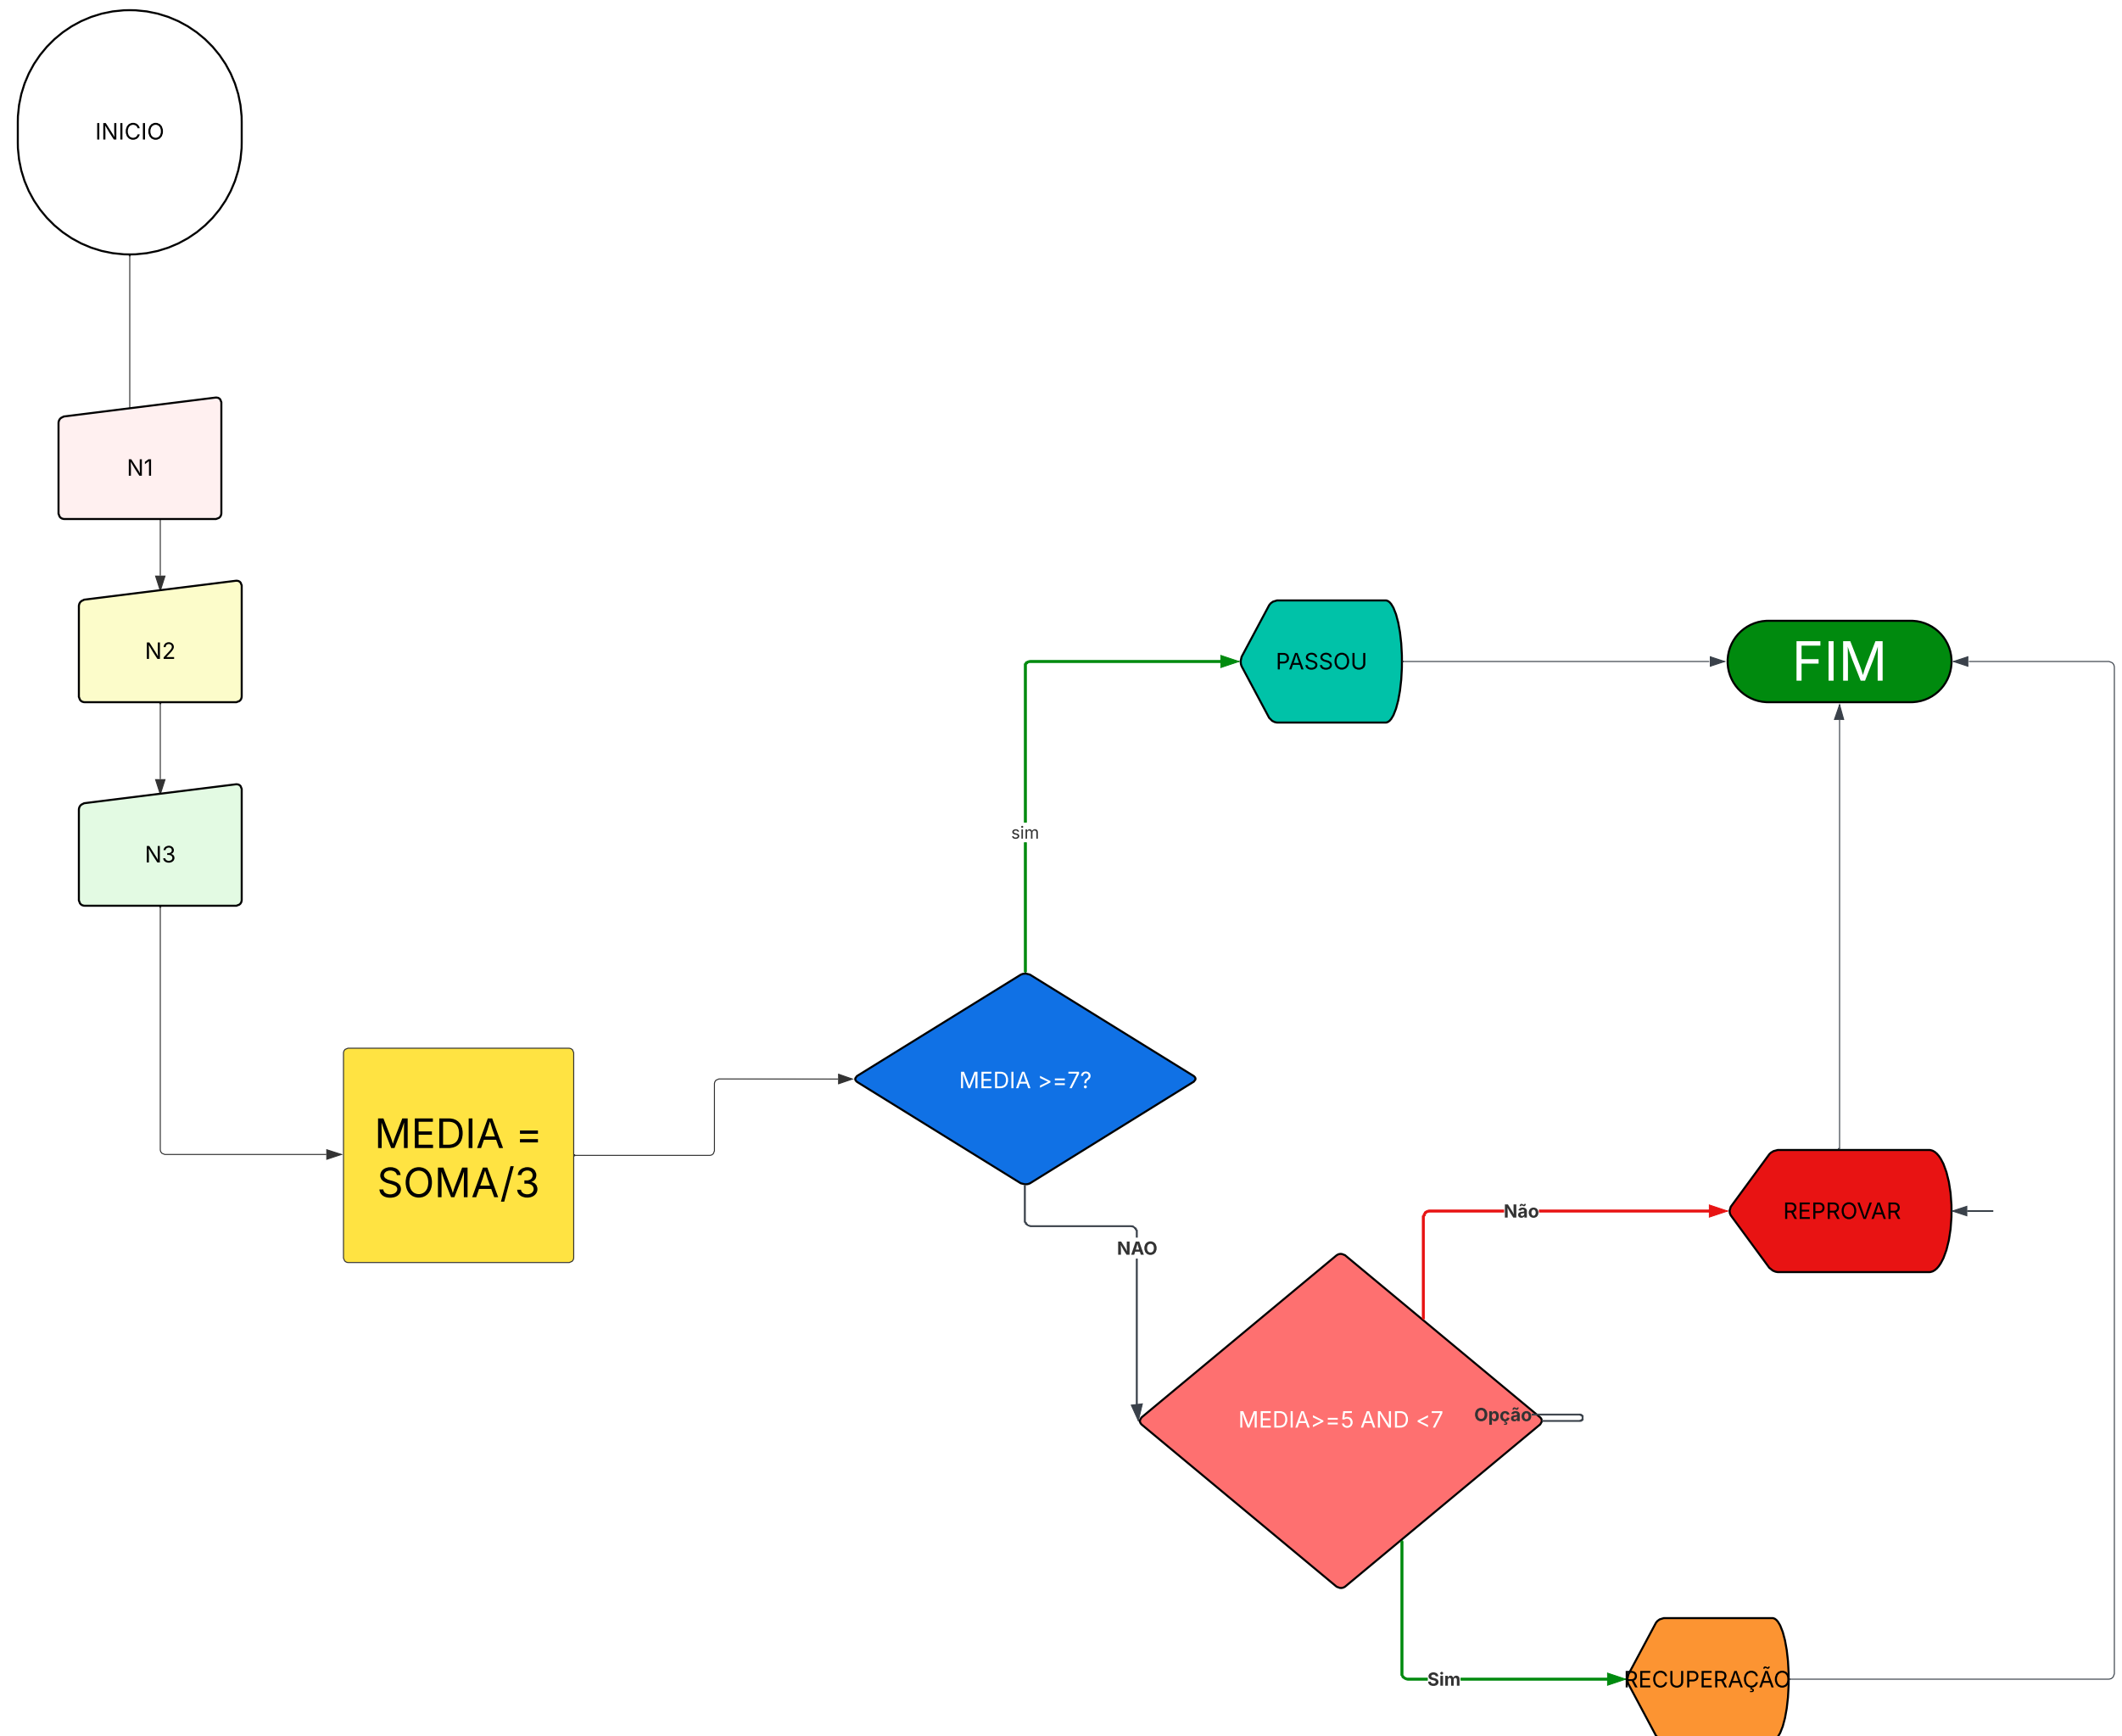 INICIO
N1
N2
N3
MEDIA =
SOMA/3
MEDIA >=7?
sim
PASSOU
FIM
NAO
MEDIA>=5 AND <7
Opção
Não
REPROVAR
Sim
RECUPERAÇÃO